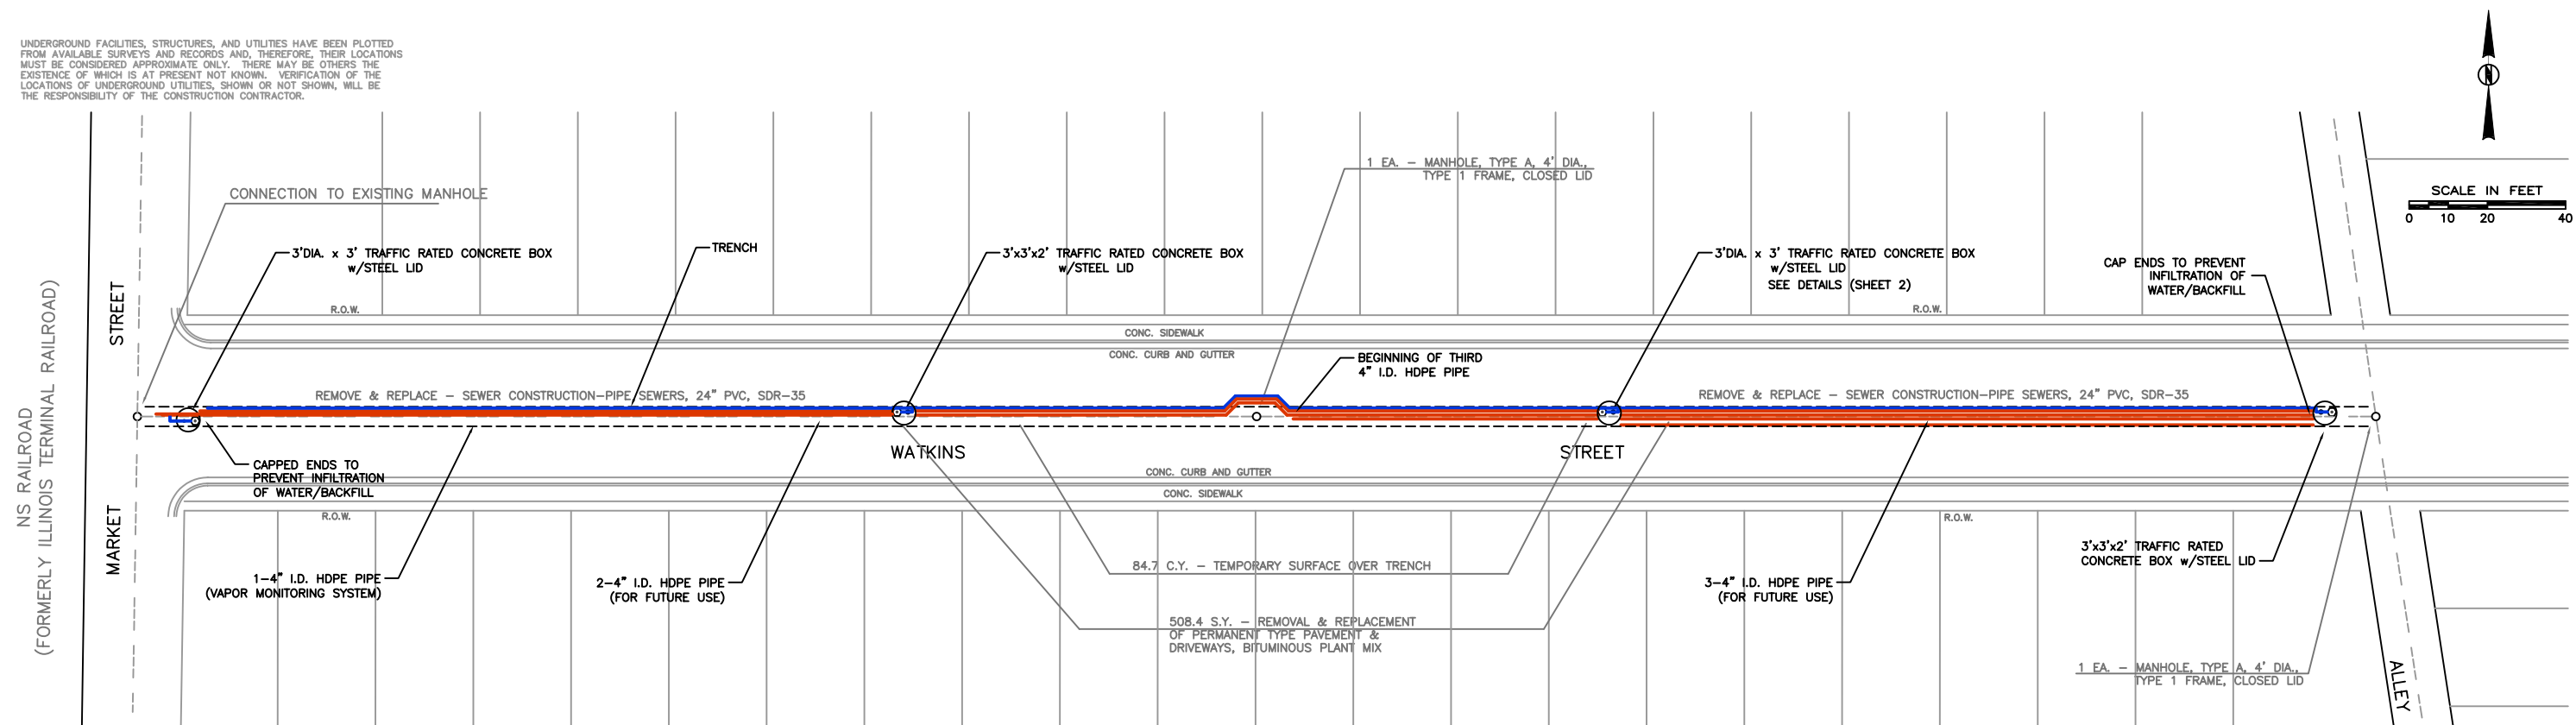 UNDERGROUND FACILITIES, STRUCTURES, AND UTILITIES HAVE BEEN PLOTTED
FROM AVAILABLE SURVEYS AND RECORDS AND, THEREFORE, THEIR LOCATIONS
MUST BE CONSIDERED APPROXIMATE ONLY. THERE MAY BE OTHERS THE
EXISTENCE OF WHICH IS AT PRESENT NOT KNOWN. VERIFICATION OF THE
LOCATIONS OF UNDERGROUND UTILITIES, SHOWN OR NOT SHOWN, WILL BE
THE RESPONSIBILITY OF THE CONSTRUCTION CONTRACTOR.
N
SCALE IN FEET
0 10 20 40
1 EA. – MANHOLE, TYPE A, 4' DIA.,
TYPE 1 FRAME, CLOSED LID
CONNECTION TO EXISTING MANHOLE
3'DIA. x 3' TRAFFIC RATED CONCRETE BOX
w/STEEL LID
TRENCH
3'x3'x2' TRAFFIC RATED CONCRETE BOX
w/STEEL LID
3'DIA. x 3' TRAFFIC RATED CONCRETE BOX
w/STEEL LID
SEE DETAILS (SHEET 2)
CAP ENDS TO PREVENT
INFILTRATION OF
WATER/BACKFILL
R.O.W.
R.O.W.
CONC. SIDEWALK
CONC. CURB AND GUTTER
BEGINNING OF THIRD
4" I.D. HDPE PIPE
REMOVE & REPLACE – SEWER CONSTRUCTION-PIPE SEWERS, 24" PVC, SDR-35
REMOVE & REPLACE – SEWER CONSTRUCTION-PIPE SEWERS, 24" PVC, SDR-35
NS RAILROAD
(FORMERLY ILLINOIS TERMINAL RAILROAD)
MARKET
STREET
WATKINS
STREET
CAPPED ENDS TO
PREVENT INFILTRATION
OF WATER/BACKFILL
CONC. CURB AND GUTTER
CONC. SIDEWALK
R.O.W.
R.O.W.
1-4" I.D. HDPE PIPE
(VAPOR MONITORING SYSTEM)
2-4" I.D. HDPE PIPE
(FOR FUTURE USE)
84.7 C.Y. – TEMPORARY SURFACE OVER TRENCH
508.4 S.Y. – REMOVAL & REPLACEMENT
OF PERMANENT TYPE PAVEMENT &
DRIVEWAYS, BITUMINOUS PLANT MIX
3-4" I.D. HDPE PIPE
(FOR FUTURE USE)
3'x3'x2' TRAFFIC RATED
CONCRETE BOX w/STEEL LID
1 EA. – MANHOLE, TYPE A, 4' DIA.,
TYPE 1 FRAME, CLOSED LID
ALLEY